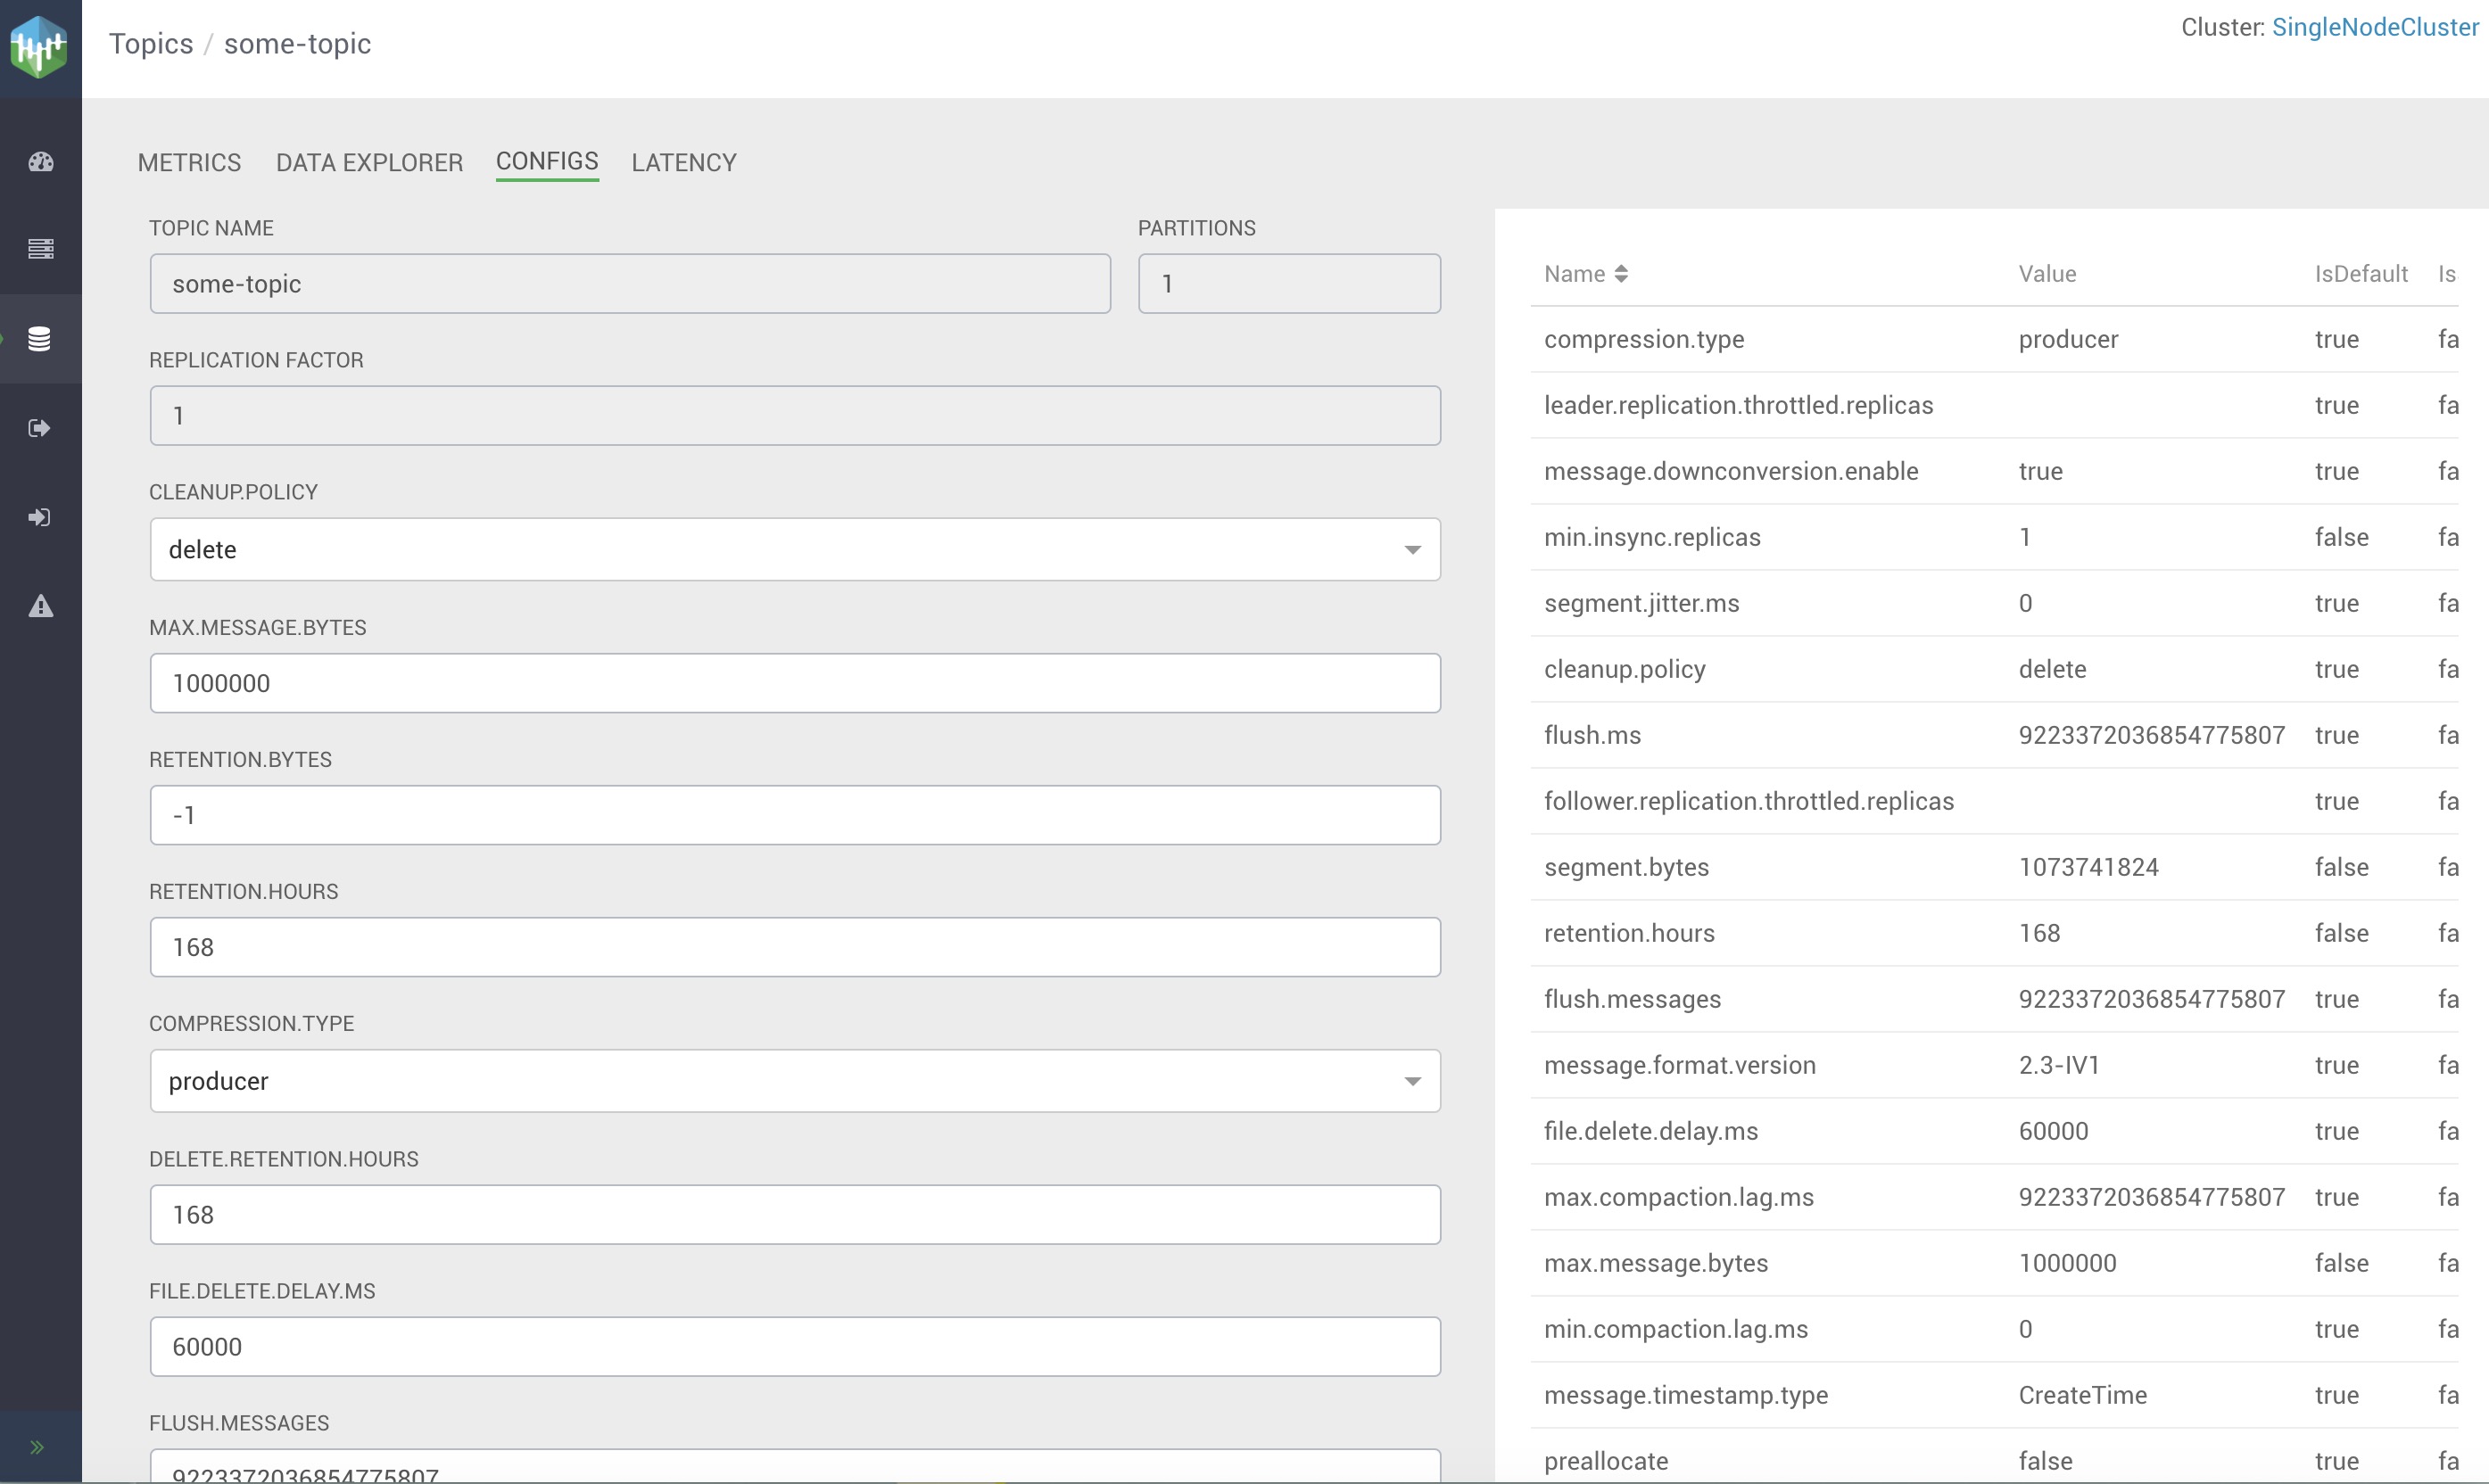 Topics / some-topic
Cluster: SingleNodeCluster
METRICS DATA EXPLORER CONFIGS LATENCY
TOPIC NAME
some-topic
PARTITIONS
1
REPLICATION FACTOR
1
CLEANUP.POLICY
delete
MAX.MESSAGE.BYTES
1000000
RETENTION.BYTES
-1
RETENTION.HOURS
168
COMPRESSION.TYPE
producer
DELETE.RETENTION.HOURS
168
FILE.DELETE.DELAY.MS
60000
FLUSH.MESSAGES
9223372036854775807
Name Value IsDefault Is
compression.type producer true fa
leader.replication.throttled.replicas true fa
message.downconversion.enable true true fa
min.insync.replicas 1 false fa
segment.jitter.ms 0 true fa
cleanup.policy delete true fa
flush.ms 9223372036854775807 true fa
follower.replication.throttled.replicas true fa
segment.bytes 1073741824 false fa
retention.hours 168 false fa
flush.messages 9223372036854775807 true fa
message.format.version 2.3-IV1 true fa
file.delete.delay.ms 60000 true fa
max.compaction.lag.ms 9223372036854775807 true fa
max.message.bytes 1000000 false fa
min.compaction.lag.ms 0 true fa
message.timestamp.type CreateTime true fa
preallocate false true fa